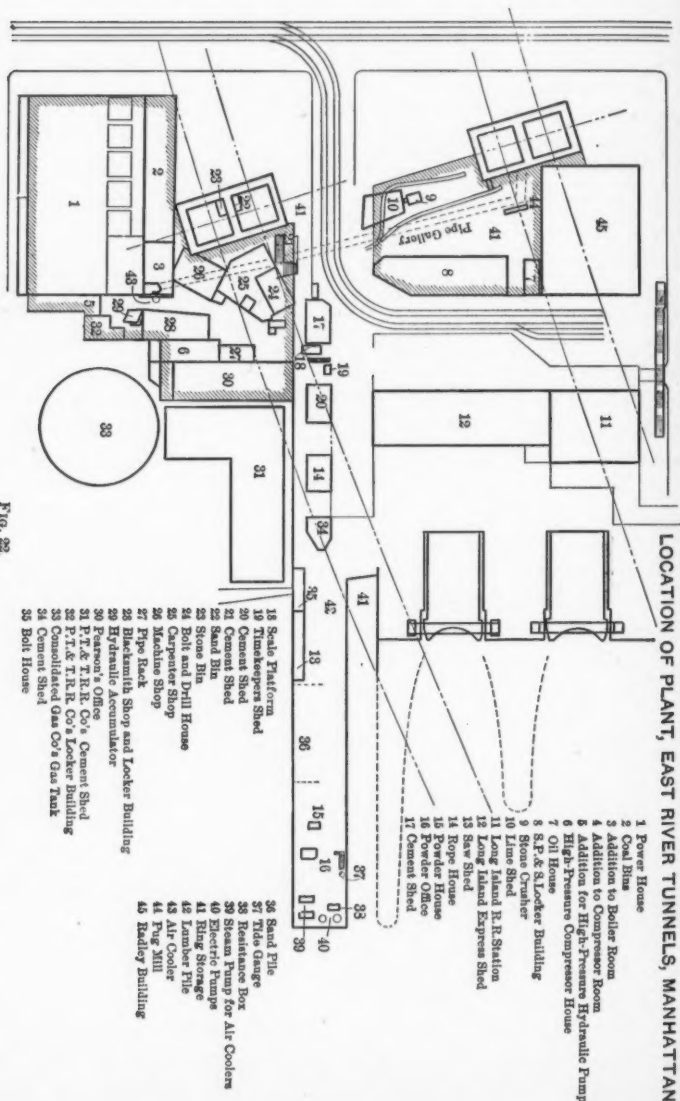 LOCATION OF PLANT, EAST RIVER TUNNELS, MANHATTAN
45
44
41
7
9
10
Pipe Gallery
8
11
12
41
23
2
1
3
43
26
25
24
17
18
19
20
14
34
5
29
32
28
6
27
30
33
31
41
42
35
13
36
15
16
37
40
39
1 Power House
2 Coal Bins
3 Addition to Boiler Room
4 Addition to Compressor Room
5 Addition for High-Pressure Hydraulic Pump
6 High-Pressure Compressor House
7 Oil House
8 S.P. & S. Locker Building
9 Stone Crusher
10 Lime Shed
11 Long Island R.R. Station
12 Long Island Express Shed
13 Saw Shed
14 Rope House
15 Powder House
16 Powder Office
17 Cement Shed
18 Scale Platform
19 Timekeepers Shed
20 Cement Shed
21 Cement Shed
22 Sand Bin
23 Stone Bin
24 Bolt and Drill House
25 Carpenter Shop
26 Machine Shop
27 Pipe Rack
28 Blacksmith Shop and Locker Building
29 Hydraulic Accumulator
30 Pearson's Office
31 P.T. & T.R.R. Co's Cement Shed
32 P.T. & T.R.R. Co's Locker Building
33 Consolidated Gas Co's Gas Tank
34 Cement Shed
35 Bolt House
36 Sand Pile
37 Tide Gauge
38 Resistance Box
39 Steam Pump for Air Coolers
40 Electric Pumps
41 Ring Storage
42 Lumber Pile
43 Air Cooler
44 Pug Mill
45 Radley Building
FIG. 22